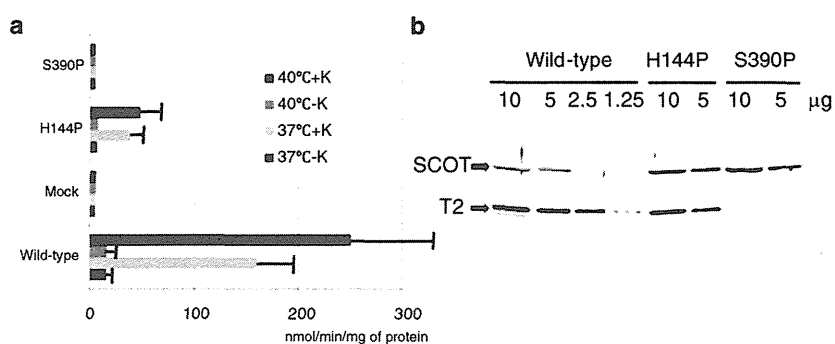 a
S390P
H144P
Mock
Wild-type
40°C+K
40°C-K
37°C+K
37°C-K
0 100 200 300
nmol/min/mg of protein
b
Wild-type H144P S390P
10 5 2.5 1.25 10 5 10 5 μg
SCOT
T2